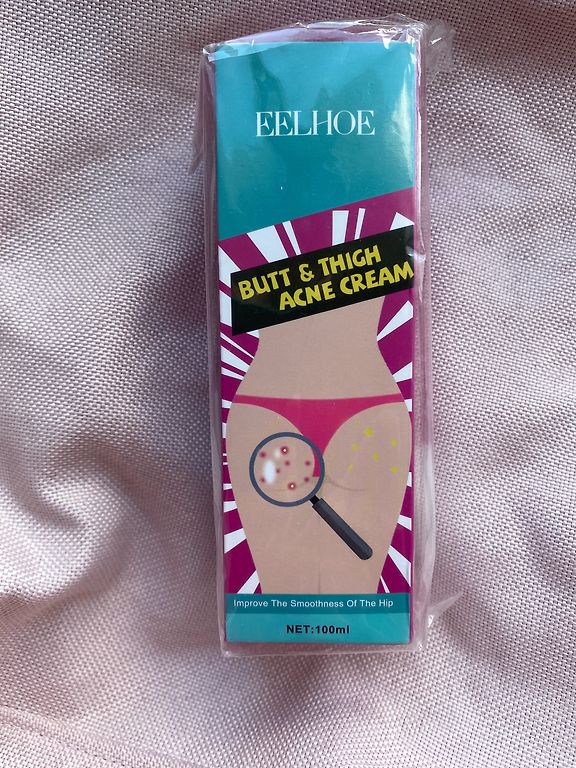 EELHOE
BUTT & THIGH
ACNE CREAM
Improve The Smoothness Of The Hip
NET:100ml